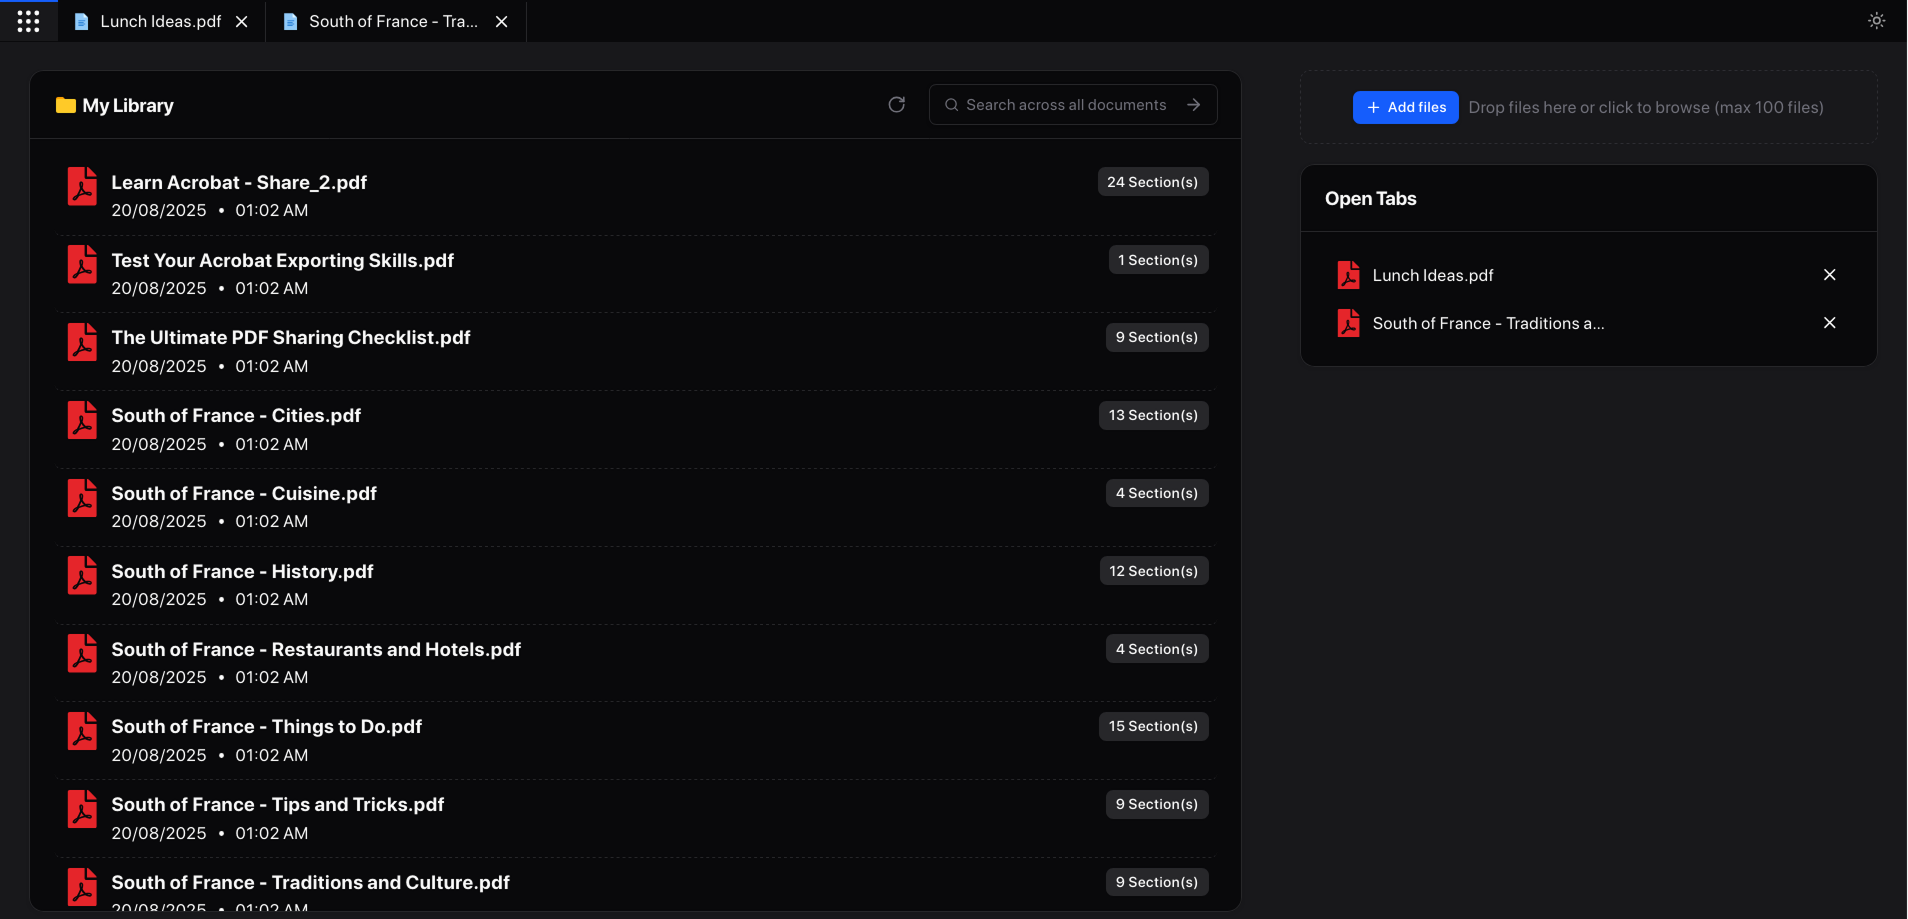 Lunch Ideas.pdf
South of France - Tra...
My Library
Search across all documents
Learn Acrobat - Share_2.pdf
24 Section(s)
20/08/2025 • 01:02 AM
Test Your Acrobat Exporting Skills.pdf
1 Section(s)
20/08/2025 • 01:02 AM
The Ultimate PDF Sharing Checklist.pdf
9 Section(s)
20/08/2025 • 01:02 AM
South of France - Cities.pdf
13 Section(s)
20/08/2025 • 01:02 AM
South of France - Cuisine.pdf
4 Section(s)
20/08/2025 • 01:02 AM
South of France - History.pdf
12 Section(s)
20/08/2025 • 01:02 AM
South of France - Restaurants and Hotels.pdf
4 Section(s)
20/08/2025 • 01:02 AM
South of France - Things to Do.pdf
15 Section(s)
20/08/2025 • 01:02 AM
South of France - Tips and Tricks.pdf
9 Section(s)
20/08/2025 • 01:02 AM
South of France - Traditions and Culture.pdf
9 Section(s)
20/08/2025 • 01:02 AM
+ Add files
Drop files here or click to browse (max 100 files)
Open Tabs
Lunch Ideas.pdf
South of France - Traditions a...